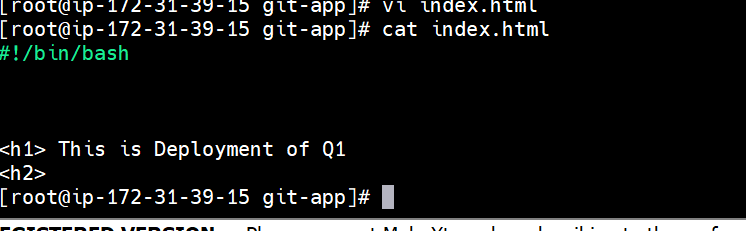 [root@ip-172-31-39-15 git-app]# vi index.html
[root@ip-172-31-39-15 git-app]# cat index.html
#!/bin/bash
<h1> This is Deployment of Q1
<h2>
[root@ip-172-31-39-15 git-app]#